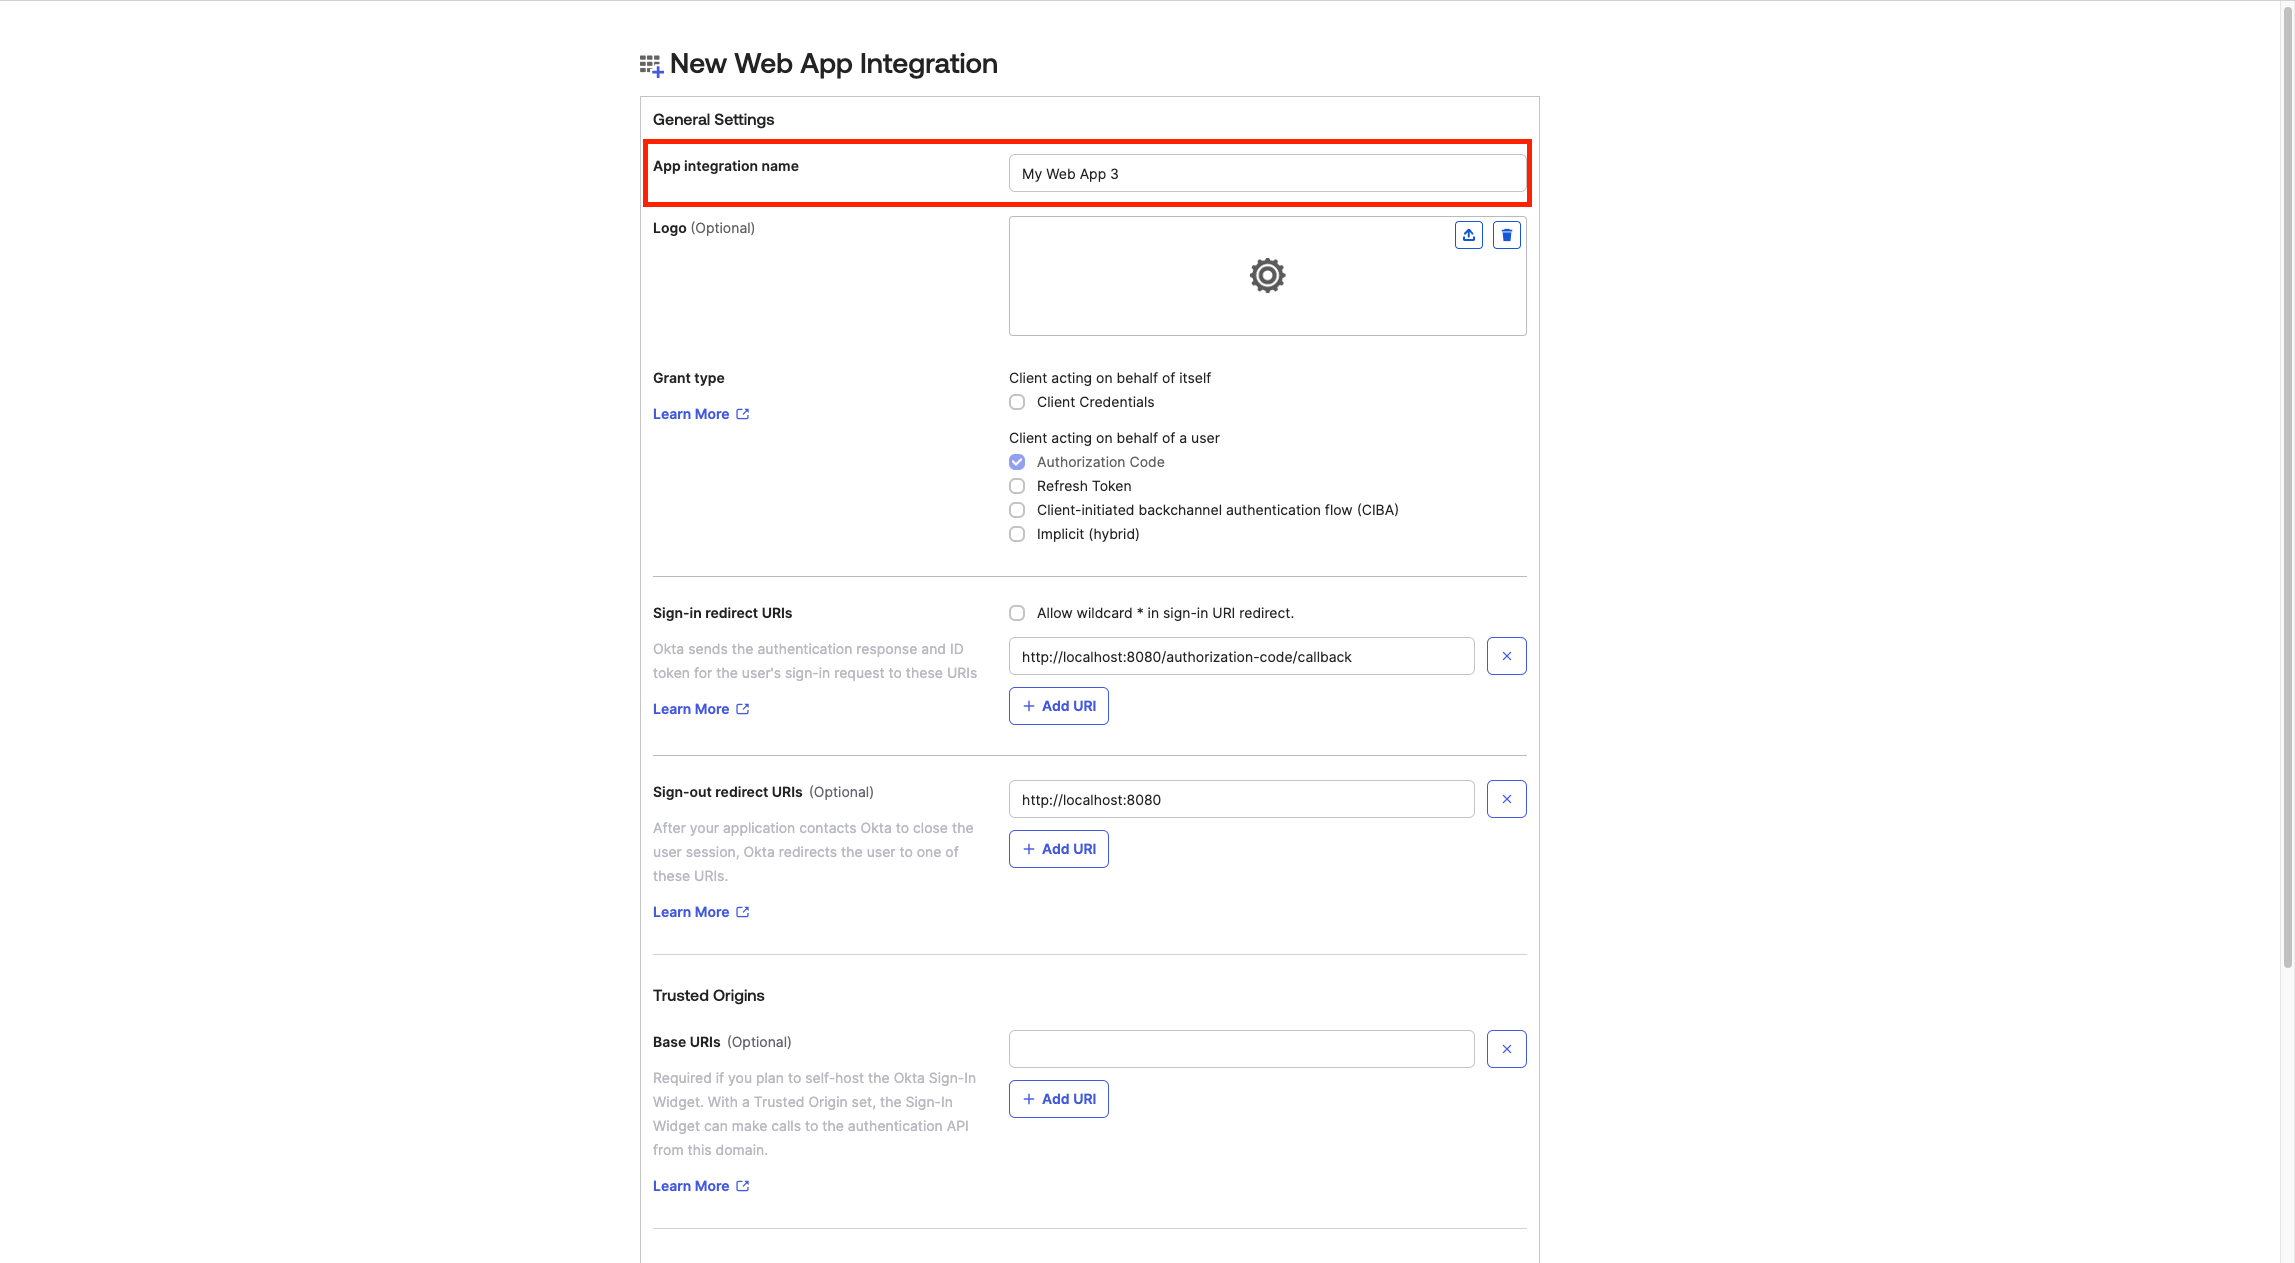 New Web App Integration
General Settings
App integration name
My Web App 3
Logo (Optional)
Grant type
Learn More
Client acting on behalf of itself
Client Credentials
Client acting on behalf of a user
Authorization Code
Refresh Token
Client-initiated backchannel authentication flow (CIBA)
Implicit (hybrid)
Sign-in redirect URIs
Okta sends the authentication response and ID
token for the user's sign-in request to these URIs
Learn More
Allow wildcard * in sign-in URI redirect.
http://localhost:8080/authorization-code/callback
+ Add URI
Sign-out redirect URIs (Optional)
After your application contacts Okta to close the
user session, Okta redirects the user to one of
these URIs.
Learn More
http://localhost:8080
+ Add URI
Trusted Origins
Base URIs (Optional)
Required if you plan to self-host the Okta Sign-In
Widget. With a Trusted Origin set, the Sign-In
Widget can make calls to the authentication API
from this domain.
Learn More
+ Add URI